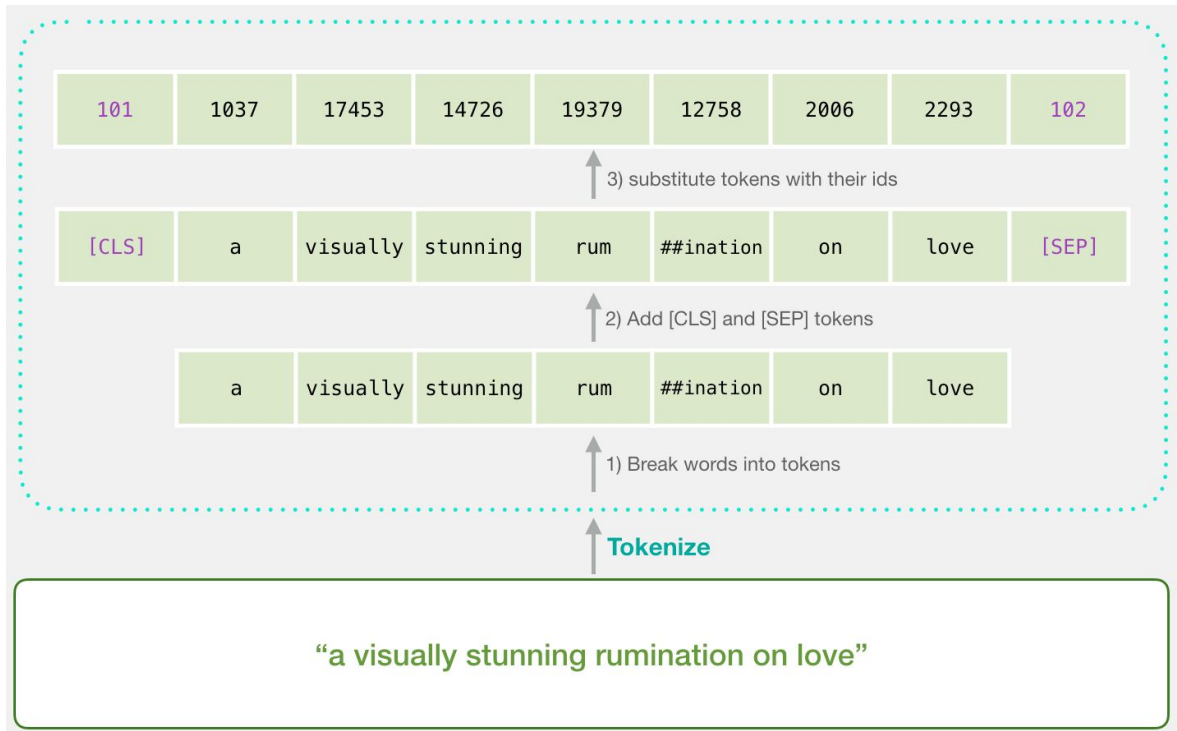 101 1037 17453 14726 19379 12758 2006 2293 102
3) substitute tokens with their ids
[CLS] a visually stunning rum ##ination on love [SEP]
2) Add [CLS] and [SEP] tokens
a visually stunning rum ##ination on love
1) Break words into tokens
Tokenize
“a visually stunning rumination on love”